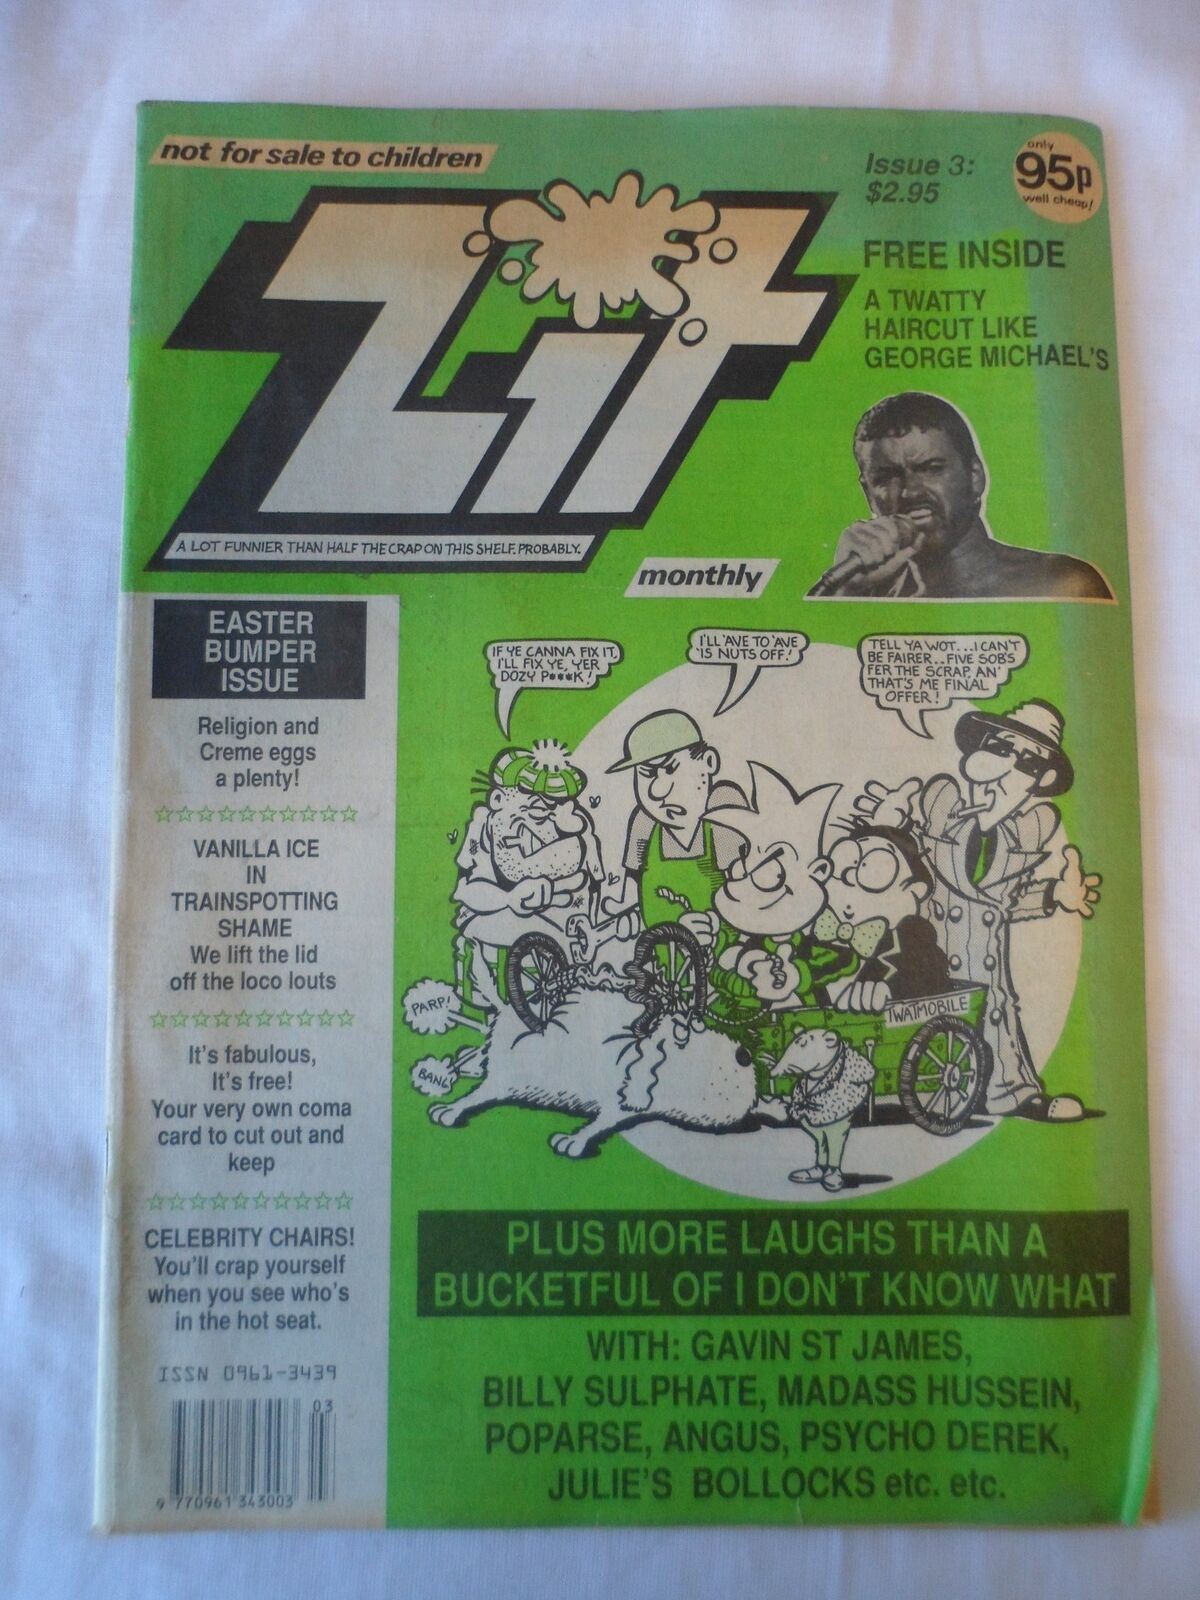 not for sale to children
Issue 3:
$2.95
only
95p
well cheap!
Zit
A LOT FUNNIER THAN HALF THE CRAP ON THIS SHELF. PROBABLY.
monthly
FREE INSIDE
A TWATTY
HAIRCUT LIKE
GEORGE MICHAEL'S
EASTER
BUMPER
ISSUE
Religion and
Creme eggs
a plenty!
VANILLA ICE
IN
TRAINSPOTTING
SHAME
We lift the lid
off the loco louts
It's fabulous,
It's free!
Your very own coma
card to cut out and
keep
CELEBRITY CHAIRS!
You'll crap yourself
when you see who's
in the hot seat.
ISSN 0961-3439
03
9 770961 343003
IF YE CANNA FIX IT,
I'LL FIX YE, YER
DOZY P***K!
I'LL 'AVE TO 'AVE
'IS NUTS OFF!
TELL YA WOT...I CAN'T
BE FAIRER..FIVE SOB'S
FER THE SCRAP, AN'
THAT'S ME FINAL
OFFER!
PARP!
BANG!
TWATMOBILE
PLUS MORE LAUGHS THAN A
BUCKETFUL OF I DON'T KNOW WHAT
WITH: GAVIN ST JAMES,
BILLY SULPHATE, MADASS HUSSEIN,
POPARSE, ANGUS, PSYCHO DEREK,
JULIE'S BOLLOCKS etc. etc.